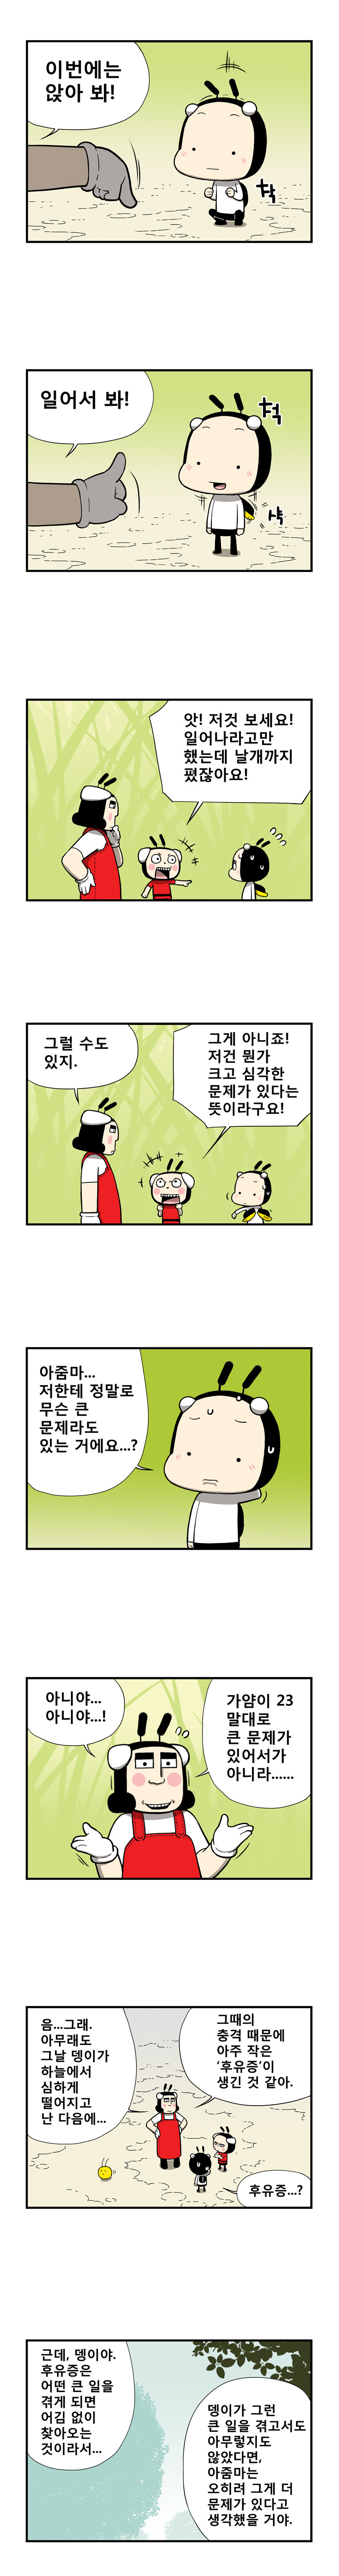 이번에는
앉아 봐!
착
일어서 봐!
척
샥
앗! 저것 보세요!
일어나라고만
했는데 날개까지
폈잖아요!
그럴 수도
있지.
그게 아니죠!
저건 뭔가
크고 심각한
문제가 있다는
뜻이라구요!
아줌마...
저한테 정말로
무슨 큰
문제라도
있는 거에요...?
아니야...
아니야...!
가얌이 23
말대로
큰 문제가
있어서가
아니라......
음...그래.
아무래도
그날 뎅이가
하늘에서
심하게
떨어지고
난 다음에...
그때의
충격 때문에
아주 작은
‘후유증’이
생긴 것 같아.
후유증...?
근데, 뎅이야.
후유증은
어떤 큰 일을
겪게 되면
어김 없이
찾아오는
것이라서...
뎅이가 그런
큰 일을 겪고서도
아무렇지도
않았다면,
아줌마는
오히려 그게 더
문제가 있다고
생각했을 거야.